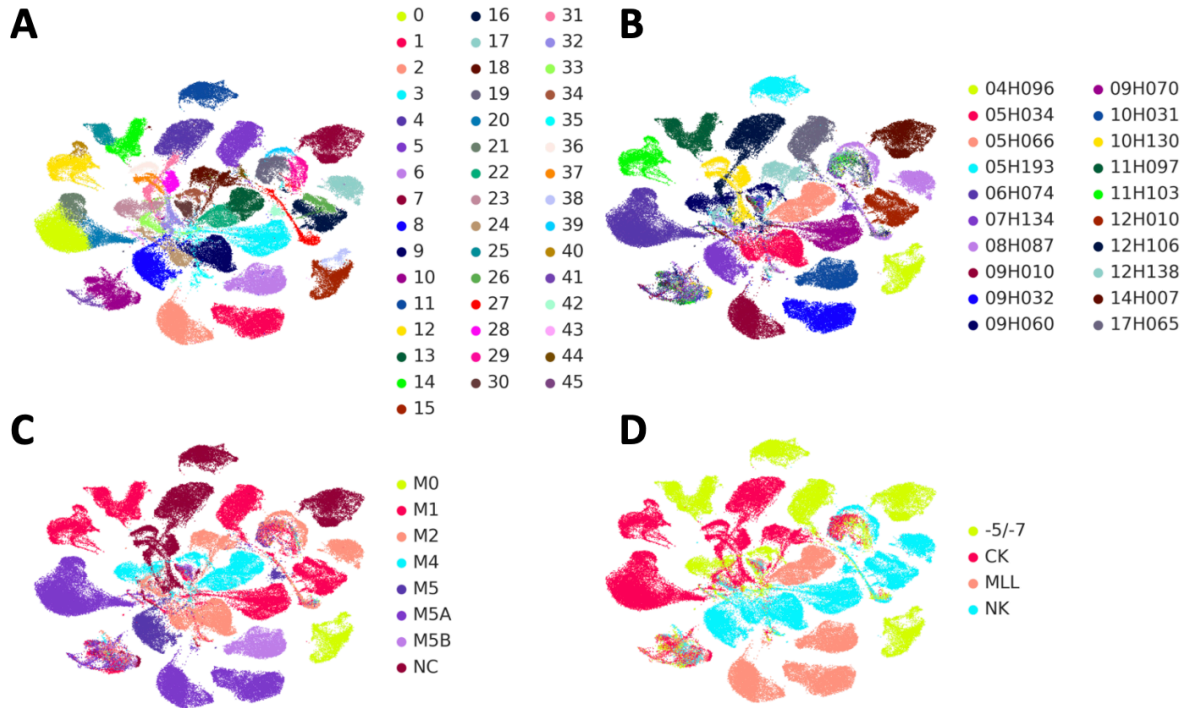 A
0 16 31
1 17 32
2 18 33
3 19 34
4 20 35
5 21 36
6 22 37
7 23 38
8 24 39
9 25 40
10 26 41
11 27 42
12 28 43
13 29 44
14 30 45
15
B
04H096 09H070
05H034 10H031
05H066 10H130
05H193 11H097
06H074 11H103
07H134 12H010
08H087 12H106
09H010 12H138
09H032 14H007
09H060 17H065
C
M0
M1
M2
M4
M5
M5A
M5B
NC
D
-5/-7
CK
MLL
NK